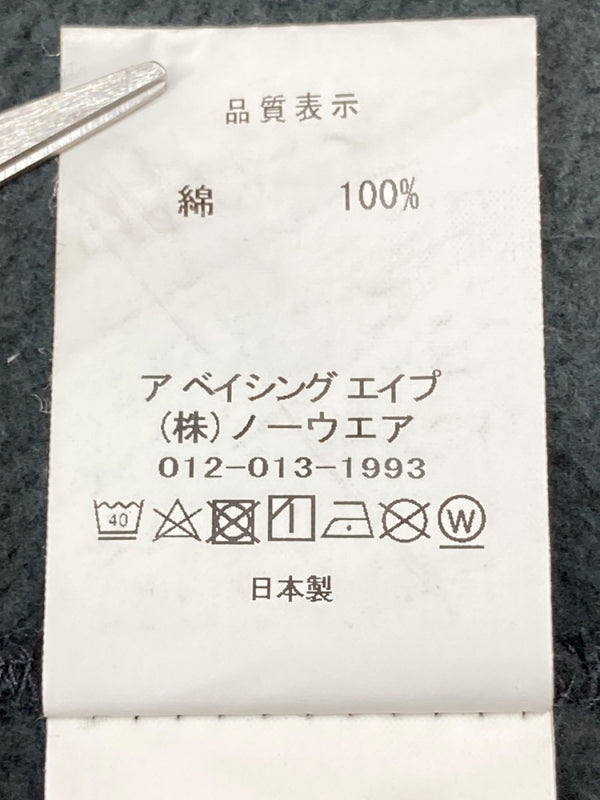 品質表示
綿 100%
ア ベイシング エイプ
(株)ノーウエア
012-013-1993
40 W
日本製